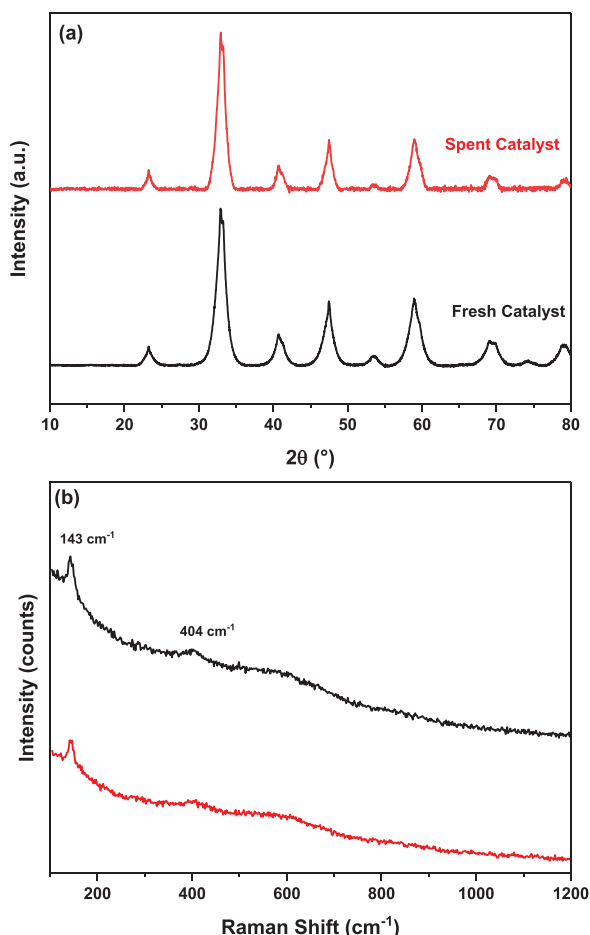 (a)
Spent Catalyst
Fresh Catalyst
Intensity (a.u.)
10 20 30 40 50 60 70 80
2θ (°)
(b)
143 cm⁻¹
404 cm⁻¹
Intensity (counts)
200 400 600 800 1000 1200
Raman Shift (cm⁻¹)